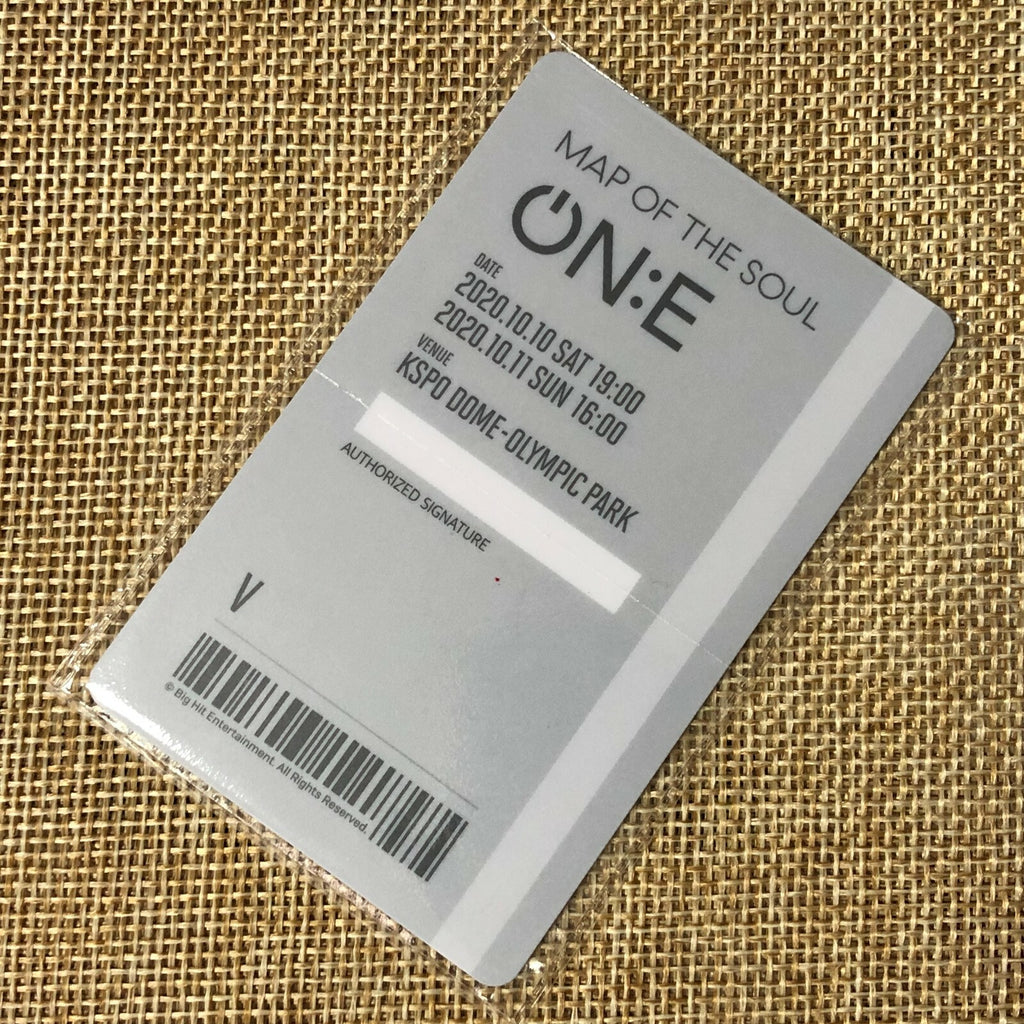 MAP OF THE SOUL
ON:E
DATE
2020.10.10 SAT 19:00
2020.10.11 SUN 16:00
VENUE
KSPO DOME-OLYMPIC PARK
AUTHORIZED SIGNATURE
V
© Big Hit Entertainment. All Rights Reserved.